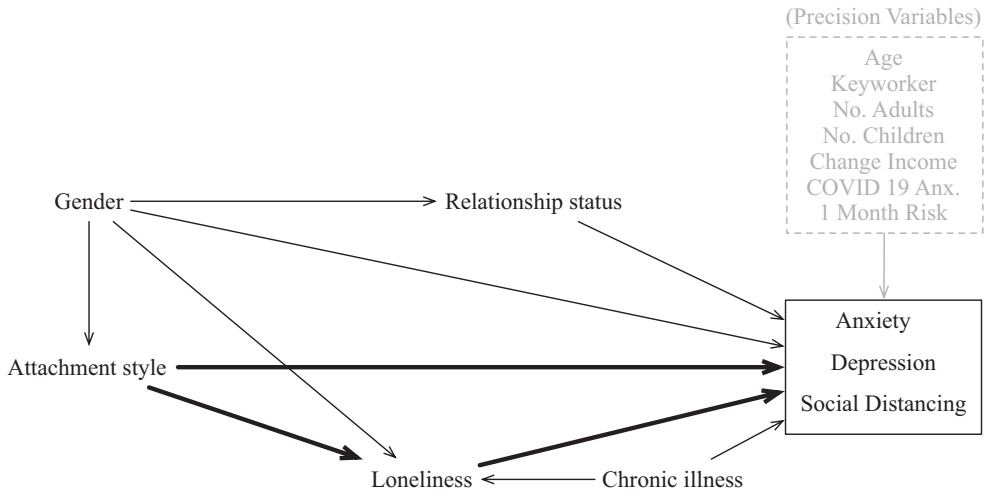 (Precision Variables)
Age
Keyworker
No. Adults
No. Children
Change Income
COVID 19 Anx.
1 Month Risk
Gender
Relationship status
Anxiety
Attachment style
Depression
Social Distancing
Loneliness
Chronic illness